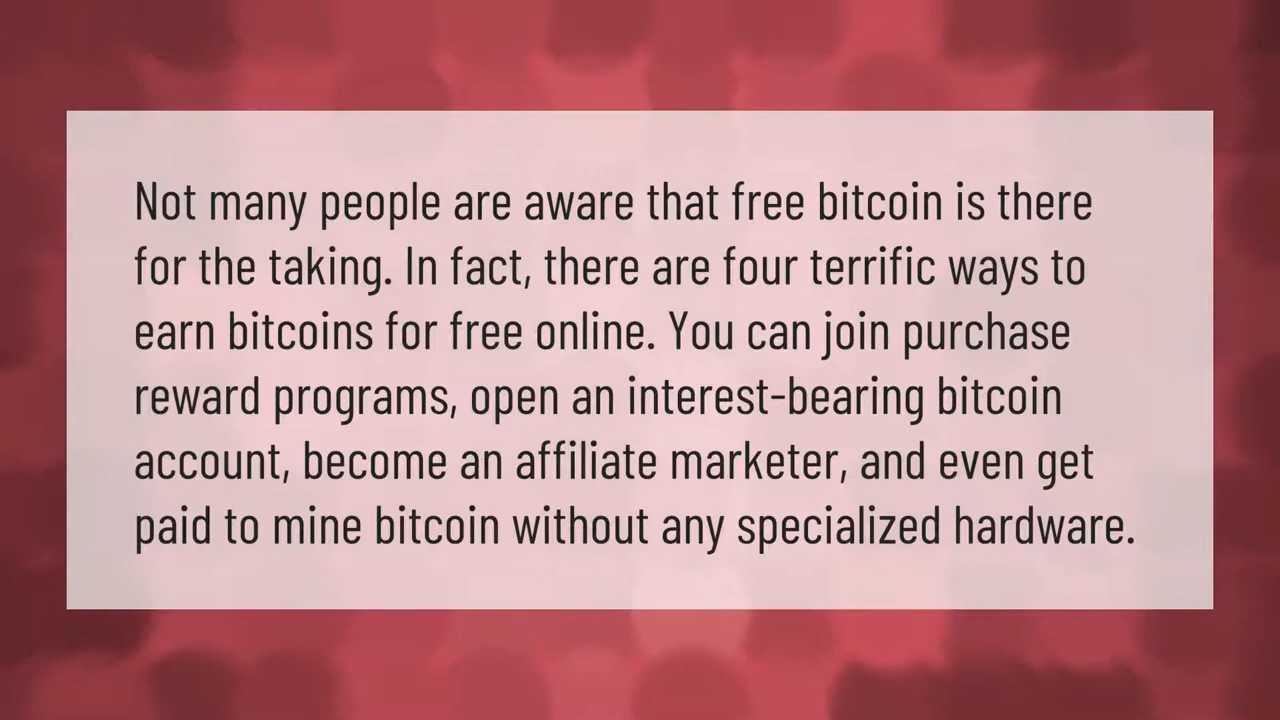 Not many people are aware that free bitcoin is there
for the taking. In fact, there are four terrific ways to
earn bitcoins for free online. You can join purchase
reward programs, open an interest-bearing bitcoin
account, become an affiliate marketer, and even get
paid to mine bitcoin without any specialized hardware.